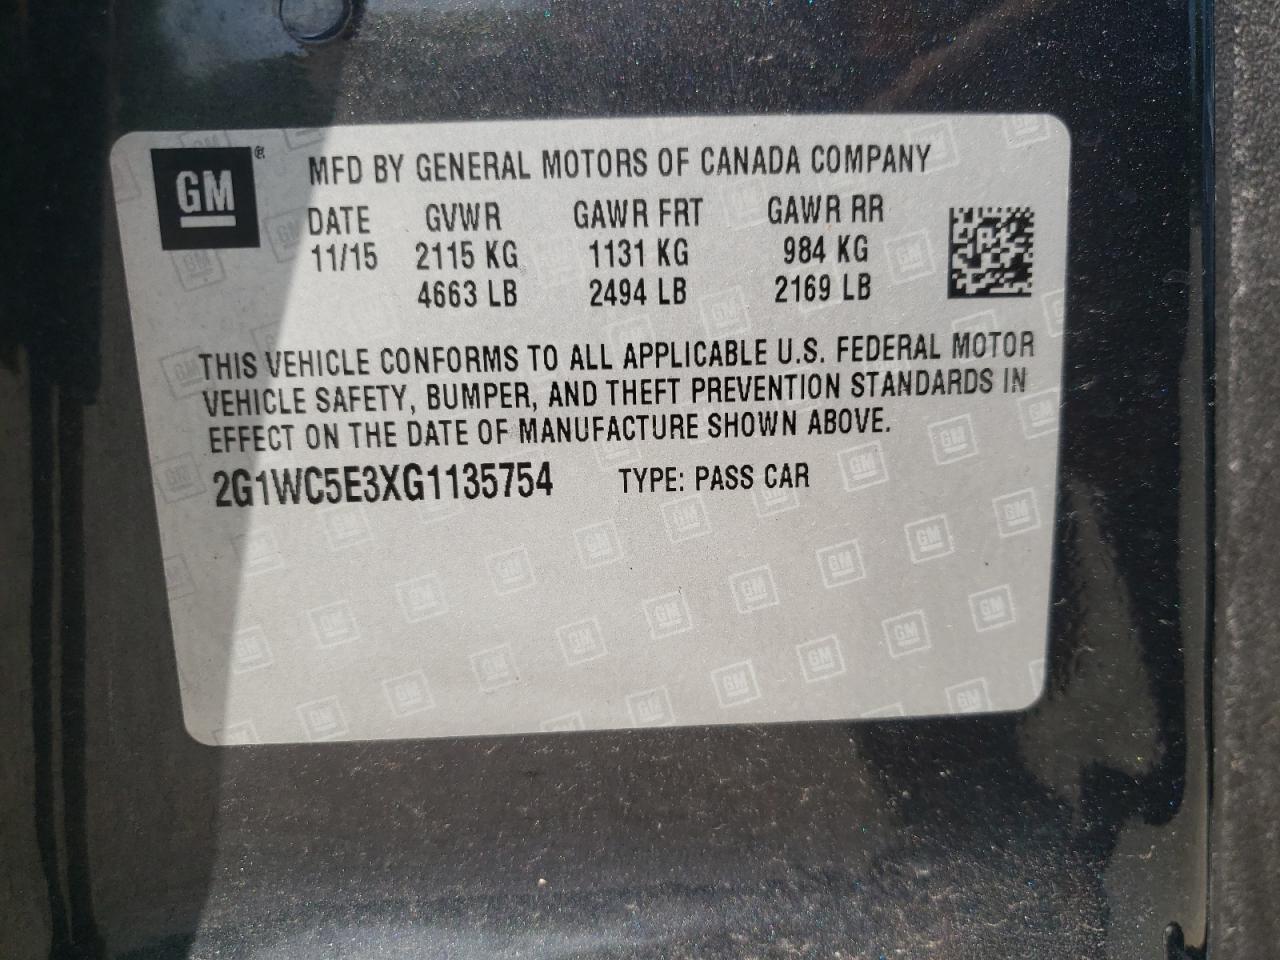 GM®
MFD BY GENERAL MOTORS OF CANADA COMPANY
DATE GVWR GAWR FRT GAWR RR
11/15 2115 KG 1131 KG 984 KG
4663 LB 2494 LB 2169 LB
THIS VEHICLE CONFORMS TO ALL APPLICABLE U.S. FEDERAL MOTOR
VEHICLE SAFETY, BUMPER, AND THEFT PREVENTION STANDARDS IN
EFFECT ON THE DATE OF MANUFACTURE SHOWN ABOVE.
2G1WC5E3XG1135754 TYPE: PASS CAR